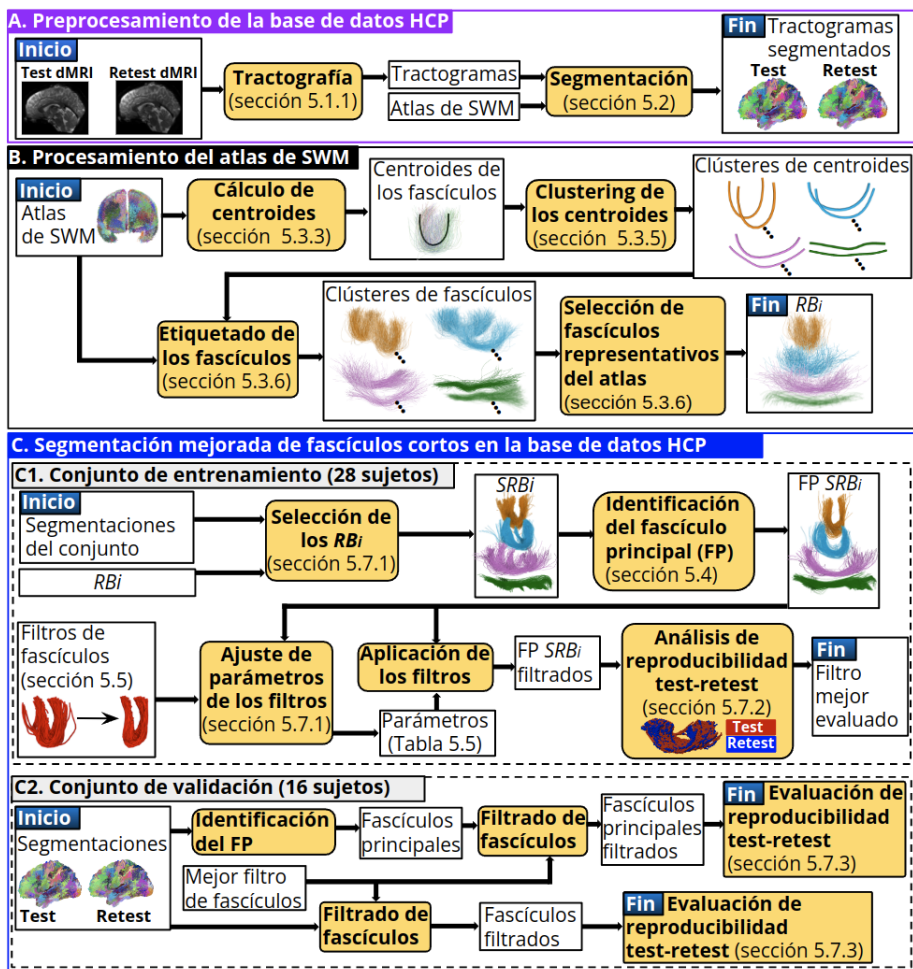 A. Preprocesamiento de la base de datos HCP
Inicio
Test dMRI Retest dMRI
Tractografía
(sección 5.1.1)
Tractogramas
Atlas de SWM
Segmentación
(sección 5.2)
Fin
Tractogramas
segmentados
Test Retest
B. Procesamiento del atlas de SWM
Inicio
Atlas
de SWM
Cálculo de
centroides
(sección 5.3.3)
Centroides de
los fascículos
Clustering de
los centroides
(sección 5.3.5)
Clústeres de centroides
Etiquetado de
los fascículos
(sección 5.3.6)
Clústeres de fascículos
Selección de
fascículos
representativos
del atlas
(sección 5.3.6)
Fin
RBi
C. Segmentación mejorada de fascículos cortos en la base de datos HCP
C1. Conjunto de entrenamiento (28 sujetos)
Inicio
Segmentaciones
del conjunto
RBi
Selección de
los RBi
(sección 5.7.1)
SRBi
Identificación
del fascículo
principal (FP)
(sección 5.4)
FP SRBi
Filtros de
fascículos
(sección 5.5)
Ajuste de
parámetros
de los filtros
(sección 5.7.1)
Parámetros
(Tabla 5.5)
Aplicación de
los filtros
FP SRBi
filtrados
Análisis de
reproducibilidad
test-retest
(sección 5.7.2)
Test
Retest
Fin
Filtro
mejor
evaluado
C2. Conjunto de validación (16 sujetos)
Inicio
Segmentaciones
Test Retest
Identificación
del FP
Fascículos
principales
Mejor filtro
de fascículos
Filtrado de
fascículos
Fascículos
principales
filtrados
Fin Evaluación de
reproducibilidad
test-retest
(sección 5.7.3)
Filtrado de
fascículos
Fascículos
filtrados
Fin Evaluación de
reproducibilidad
test-retest (sección 5.7.3)